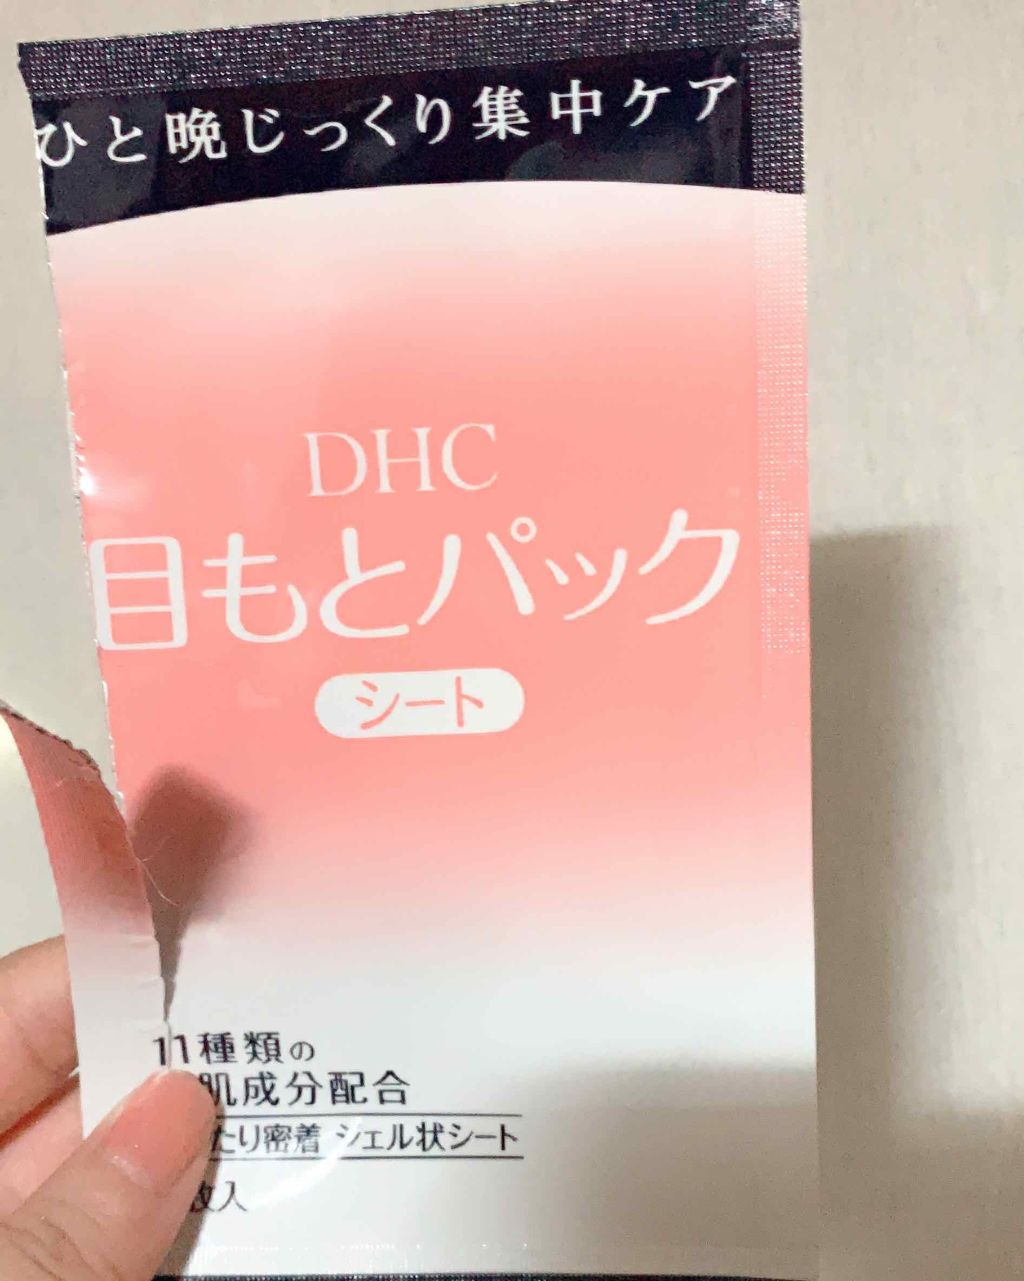 ひと晩じっくり集中ケア
DHC
目もとパック
シート
11種類の
肌成分配合
たり密着 シェル状シート
枚入